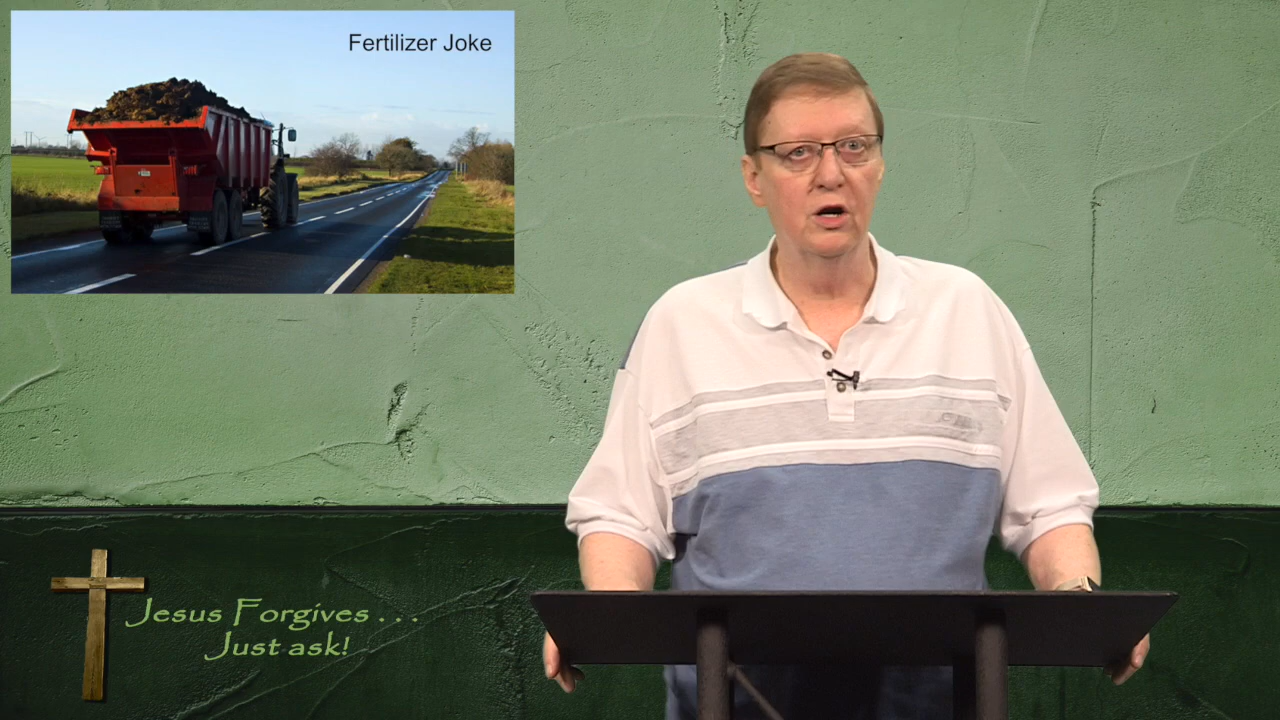 Fertilizer Joke
Jesus Forgives . . .
Just ask!